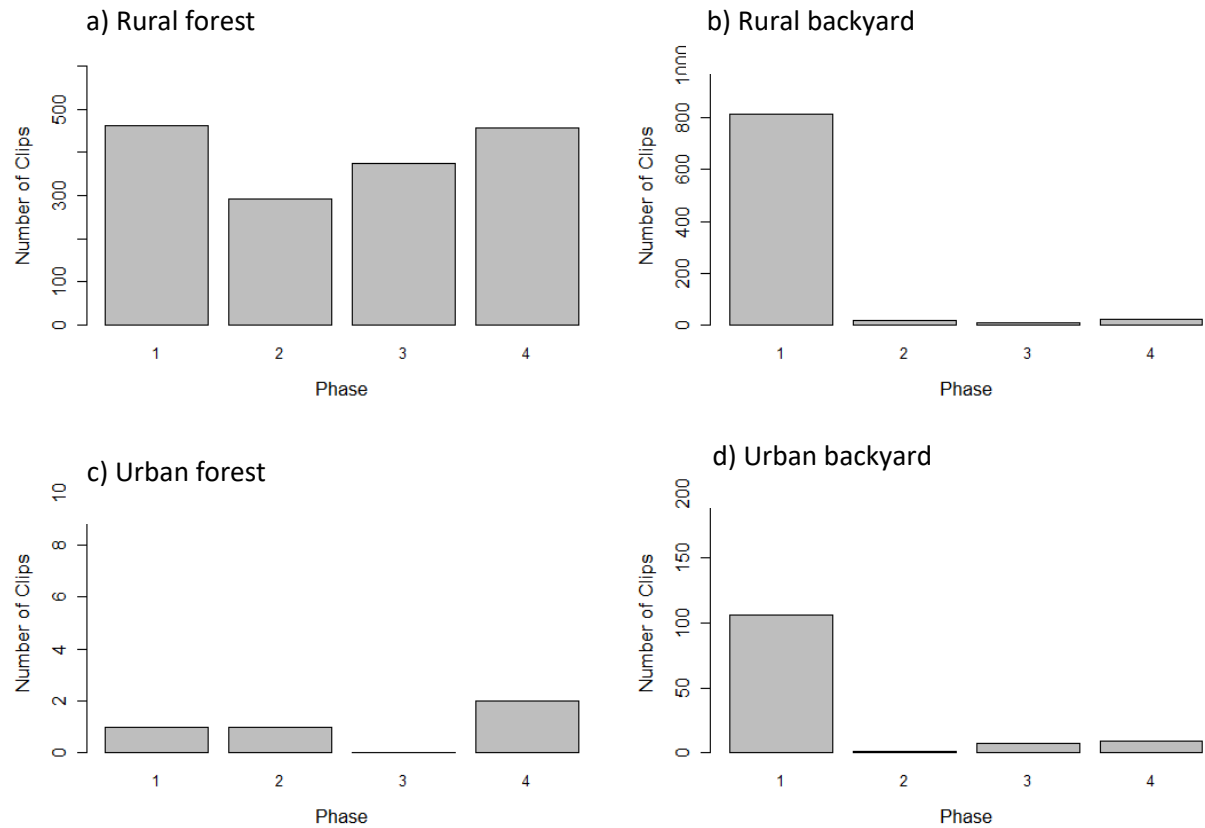 a) Rural forest
Number of Clips
500
300
100
0
1 2 3 4
Phase
b) Rural backyard
Number of Clips
1000
800
600
400
200
0
1 2 3 4
Phase
c) Urban forest
Number of Clips
10
8
6
4
2
0
1 2 3 4
Phase
d) Urban backyard
Number of Clips
200
150
100
50
0
1 2 3 4
Phase